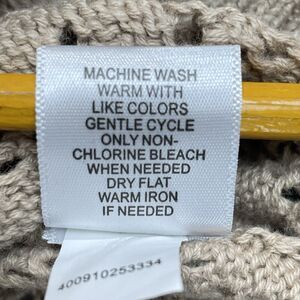 MACHINE WASH
WARM WITH
LIKE COLORS
GENTLE CYCLE
ONLY NON-
CHLORINE BLEACH
WHEN NEEDED
DRY FLAT
WARM IRON
IF NEEDED
400910253334